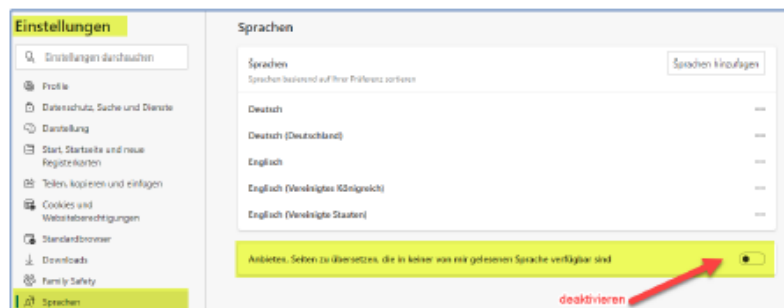 Einstellungen
Einstellungen durchsuchen
Profile
Datenschutz, Suche und Dienste
Darstellung
Start, Startseite und neue
Registerkarten
Teilen, kopieren und einfügen
Cookies und
Websiteberechtigungen
Standardbrowser
Downloads
Family Safety
Sprachen
Sprachen
Sprachen
Sprachen basierend auf Ihrer Präferenz sortieren
Sprachen hinzufügen
Deutsch
Deutsch (Deutschland)
Englisch
Englisch (Vereinigtes Königreich)
Englisch (Vereinigte Staaten)
Anbieten, Seiten zu übersetzen, die in keiner von mir gelesenen Sprache verfügbar sind
deaktivieren